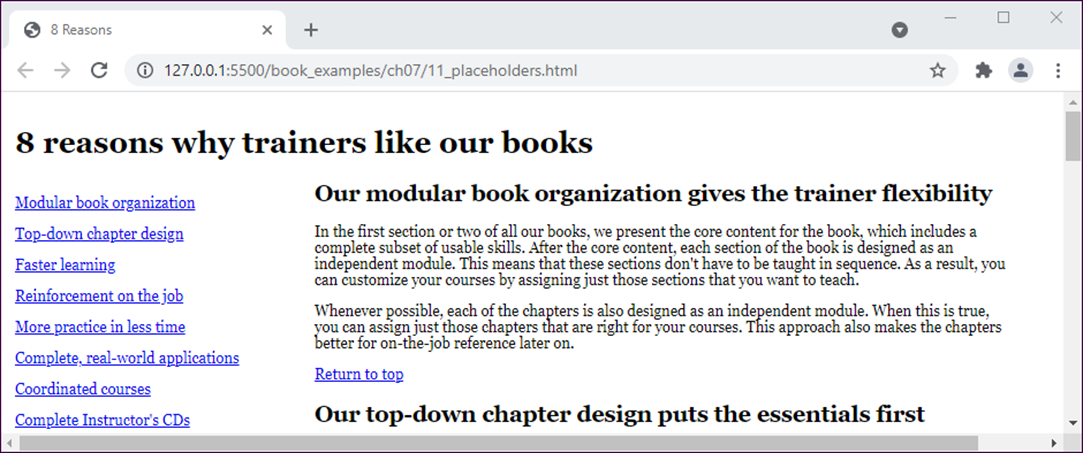 8 Reasons
127.0.0.1:5500/book_examples/ch07/11_placeholders.html
8 reasons why trainers like our books
Modular book organization
Top-down chapter design
Faster learning
Reinforcement on the job
More practice in less time
Complete, real-world applications
Coordinated courses
Complete Instructor's CDs
Our modular book organization gives the trainer flexibility
In the first section or two of all our books, we present the core content for the book, which includes a
complete subset of usable skills. After the core content, each section of the book is designed as an
independent module. This means that these sections don't have to be taught in sequence. As a result, you
can customize your courses by assigning just those sections that you want to teach.
Whenever possible, each of the chapters is also designed as an independent module. When this is true,
you can assign just those chapters that are right for your courses. This approach also makes the chapters
better for on-the-job reference later on.
Return to top
Our top-down chapter design puts the essentials first